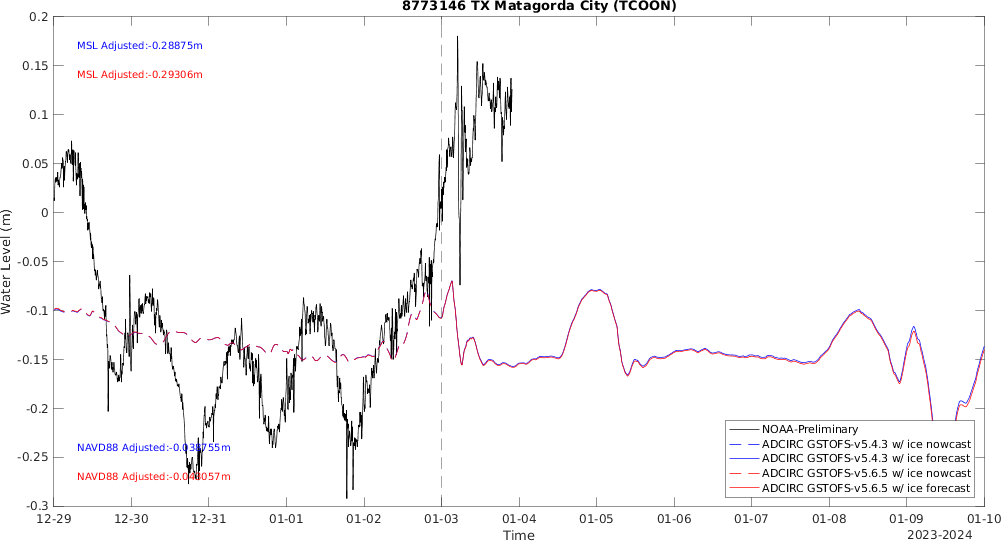 8773146 TX Matagorda City (TCOON)
MSL Adjusted:-0.28875m
MSL Adjusted:-0.29306m
NAVD88 Adjusted:-0.038755m
NAVD88 Adjusted:-0.043057m
Water Level (m)
0.2
0.15
0.1
0.05
0
-0.05
-0.1
-0.15
-0.2
-0.25
-0.3
12-29
12-30
12-31
01-01
01-02
01-03
01-04
01-05
01-06
01-07
01-08
01-09
01-10
Time
2023-2024
NOAA-Preliminary
ADCIRC GSTOFS-v5.4.3 w/ ice nowcast
ADCIRC GSTOFS-v5.4.3 w/ ice forecast
ADCIRC GSTOFS-v5.6.5 w/ ice nowcast
ADCIRC GSTOFS-v5.6.5 w/ ice forecast